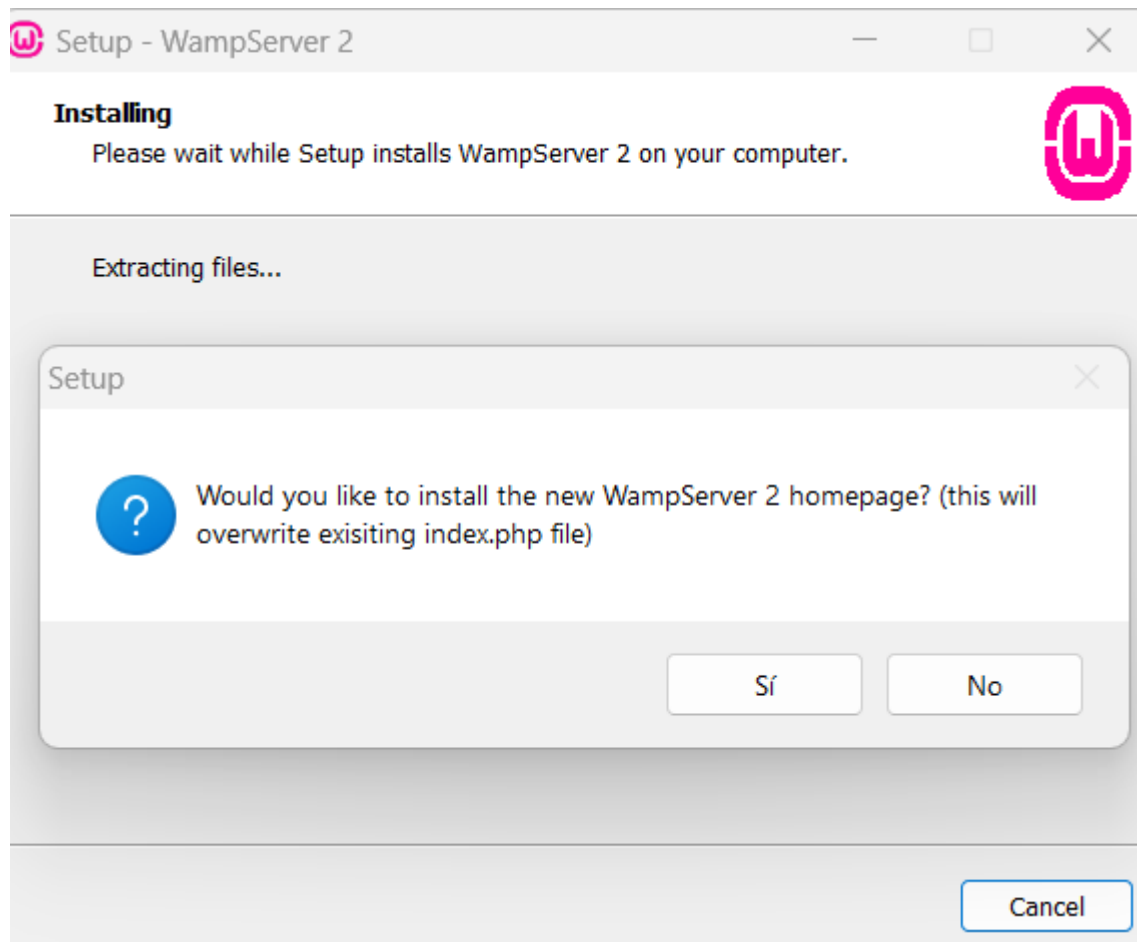 Setup - WampServer 2
Installing
Please wait while Setup installs WampServer 2 on your computer.
Extracting files...
Setup
Would you like to install the new WampServer 2 homepage? (this will
overwrite exisiting index.php file)
Sí
No
Cancel